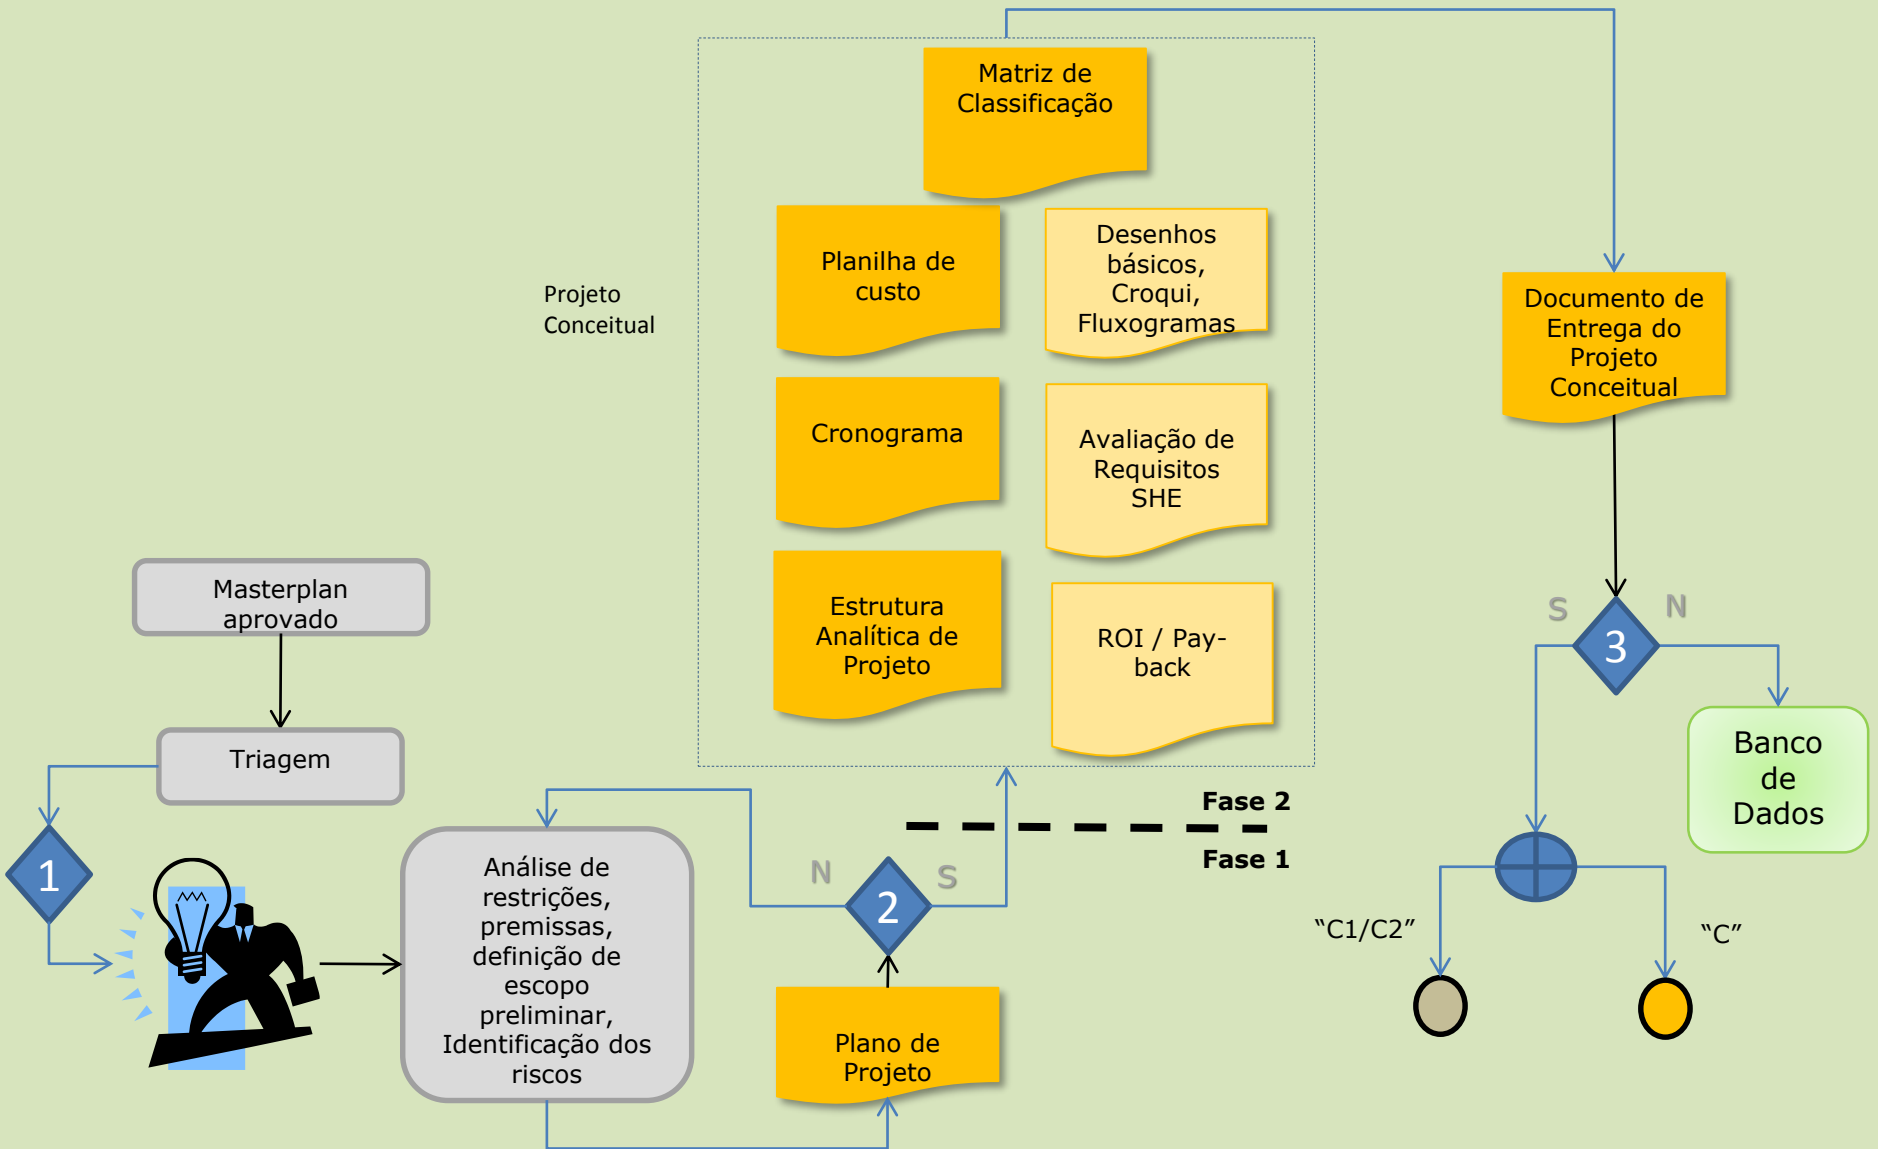 Matriz de
Classificação
Planilha de
custo
Desenhos
básicos,
Croqui,
Fluxogramas
Projeto
Conceitual
Cronograma
Avaliação de
Requisitos
SHE
Estrutura
Analítica de
Projeto
ROI / Pay-
back
Documento de
Entrega do
Projeto
Conceitual
Masterplan
aprovado
Triagem
1
Análise de
restrições,
premissas,
definição de
escopo
preliminar,
Identificação dos
riscos
Plano de
Projeto
N
S
2
Fase 2
Fase 1
S
N
3
Banco
de
Dados
“C1/C2”
“C”